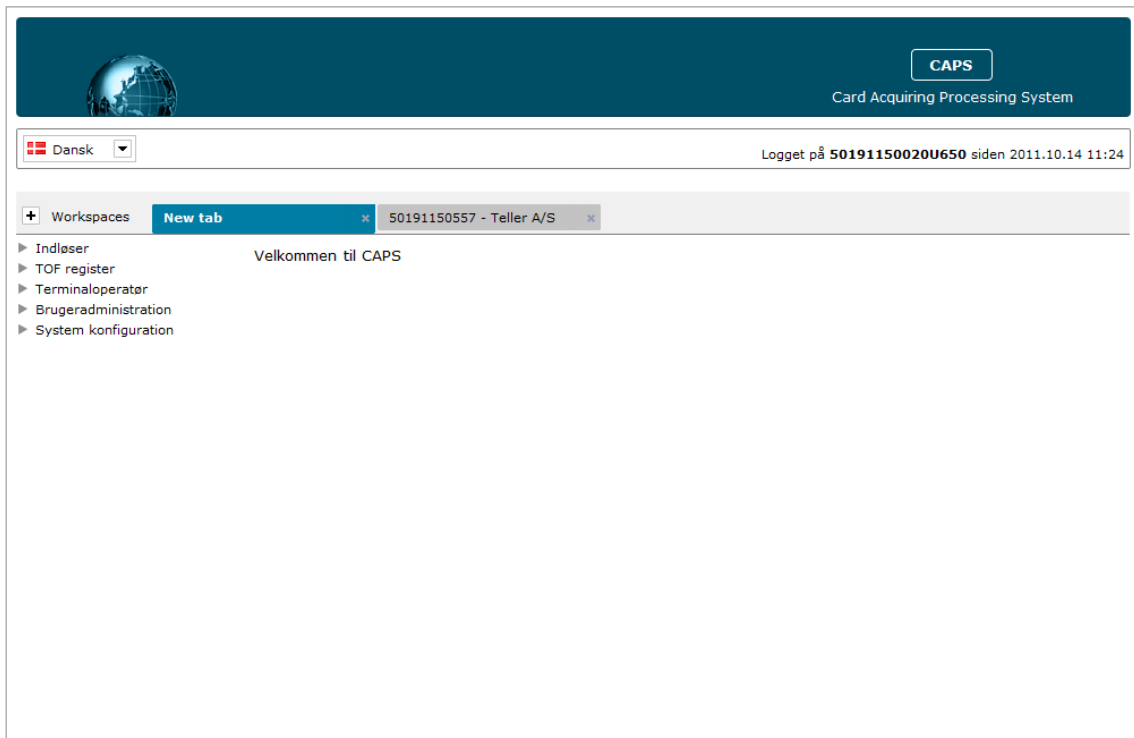 CAPS
Card Acquiring Processing System
Dansk
Logget på 50191150020U650 siden 2011.10.14 11:24
Workspaces New tab 50191150557 - Teller A/S
Indløser
Velkommen til CAPS
TOF register
Terminaloperatør
Brugeradministration
System konfiguration